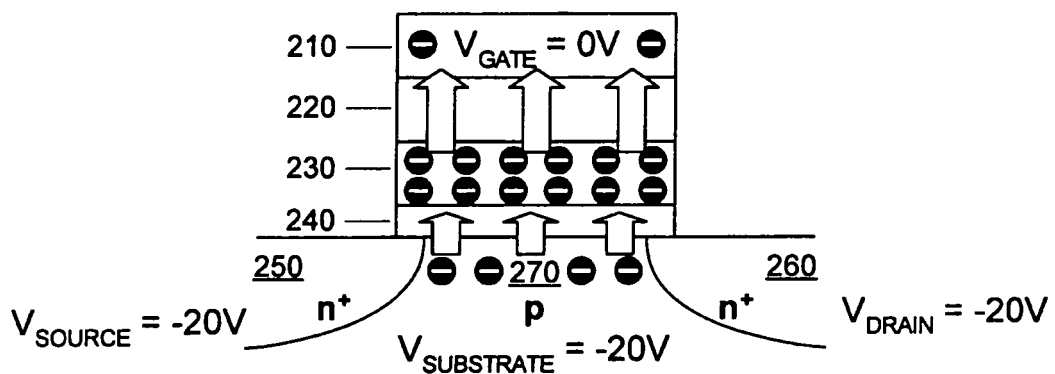 210
V_GATE = 0V
220
230
240
250
270
260
n+
p
n+
V_SOURCE = -20V
V_DRAIN = -20V
V_SUBSTRATE = -20V